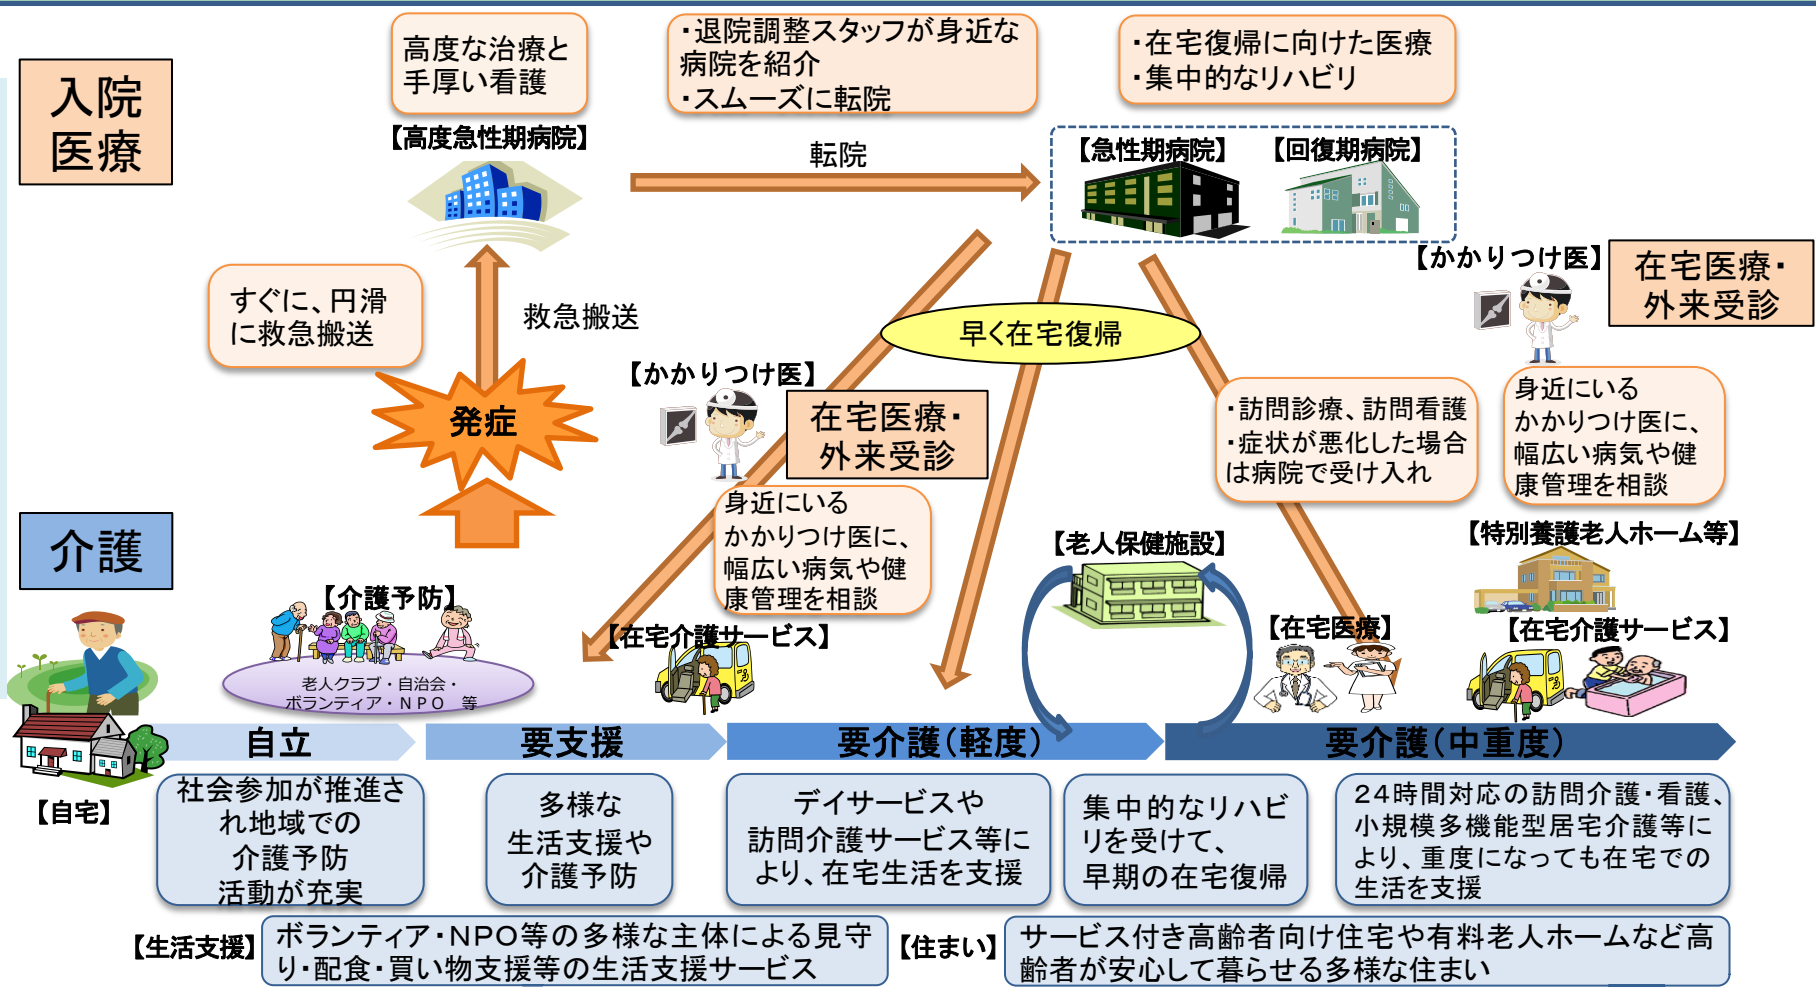 高度な治療と
手厚い看護
・退院調整スタッフが身近な
病院を紹介
・スムーズに転院
・在宅復帰に向けた医療
・集中的なリハビリ
入院
医療
【高度急性期病院】
転院
【急性期病院】
【回復期病院】
【かかりつけ医】
在宅医療・
外来受診
すぐに、円滑
に救急搬送
救急搬送
早く在宅復帰
発症
【かかりつけ医】
在宅医療・
外来受診
・訪問診療、訪問看護
・症状が悪化した場合
は病院で受け入れ
身近にいる
かかりつけ医に、
幅広い病気や健
康管理を相談
身近にいる
かかりつけ医に、
幅広い病気や健
康管理を相談
介護
【老人保健施設】
【特別養護老人ホーム等】
【介護予防】
【在宅介護サービス】
【在宅医療】
【在宅介護サービス】
老人クラブ・自治会・
ボランティア・NPO 等
自立
要支援
要介護(軽度)
要介護(中重度)
【自宅】
社会参加が推進さ
れ地域での
介護予防
活動が充実
多様な
生活支援や
介護予防
デイサービスや
訪問介護サービス等に
より、在宅生活を支援
集中的なリハビ
リを受けて、
早期の在宅復帰
24時間対応の訪問介護・看護、
小規模多機能型居宅介護等に
より、重度になっても在宅での
生活を支援
【生活支援】
ボランティア・NPO等の多様な主体による見守
り・配食・買い物支援等の生活支援サービス
【住まい】
サービス付き高齢者向け住宅や有料老人ホームなど高
齢者が安心して暮らせる多様な住まい